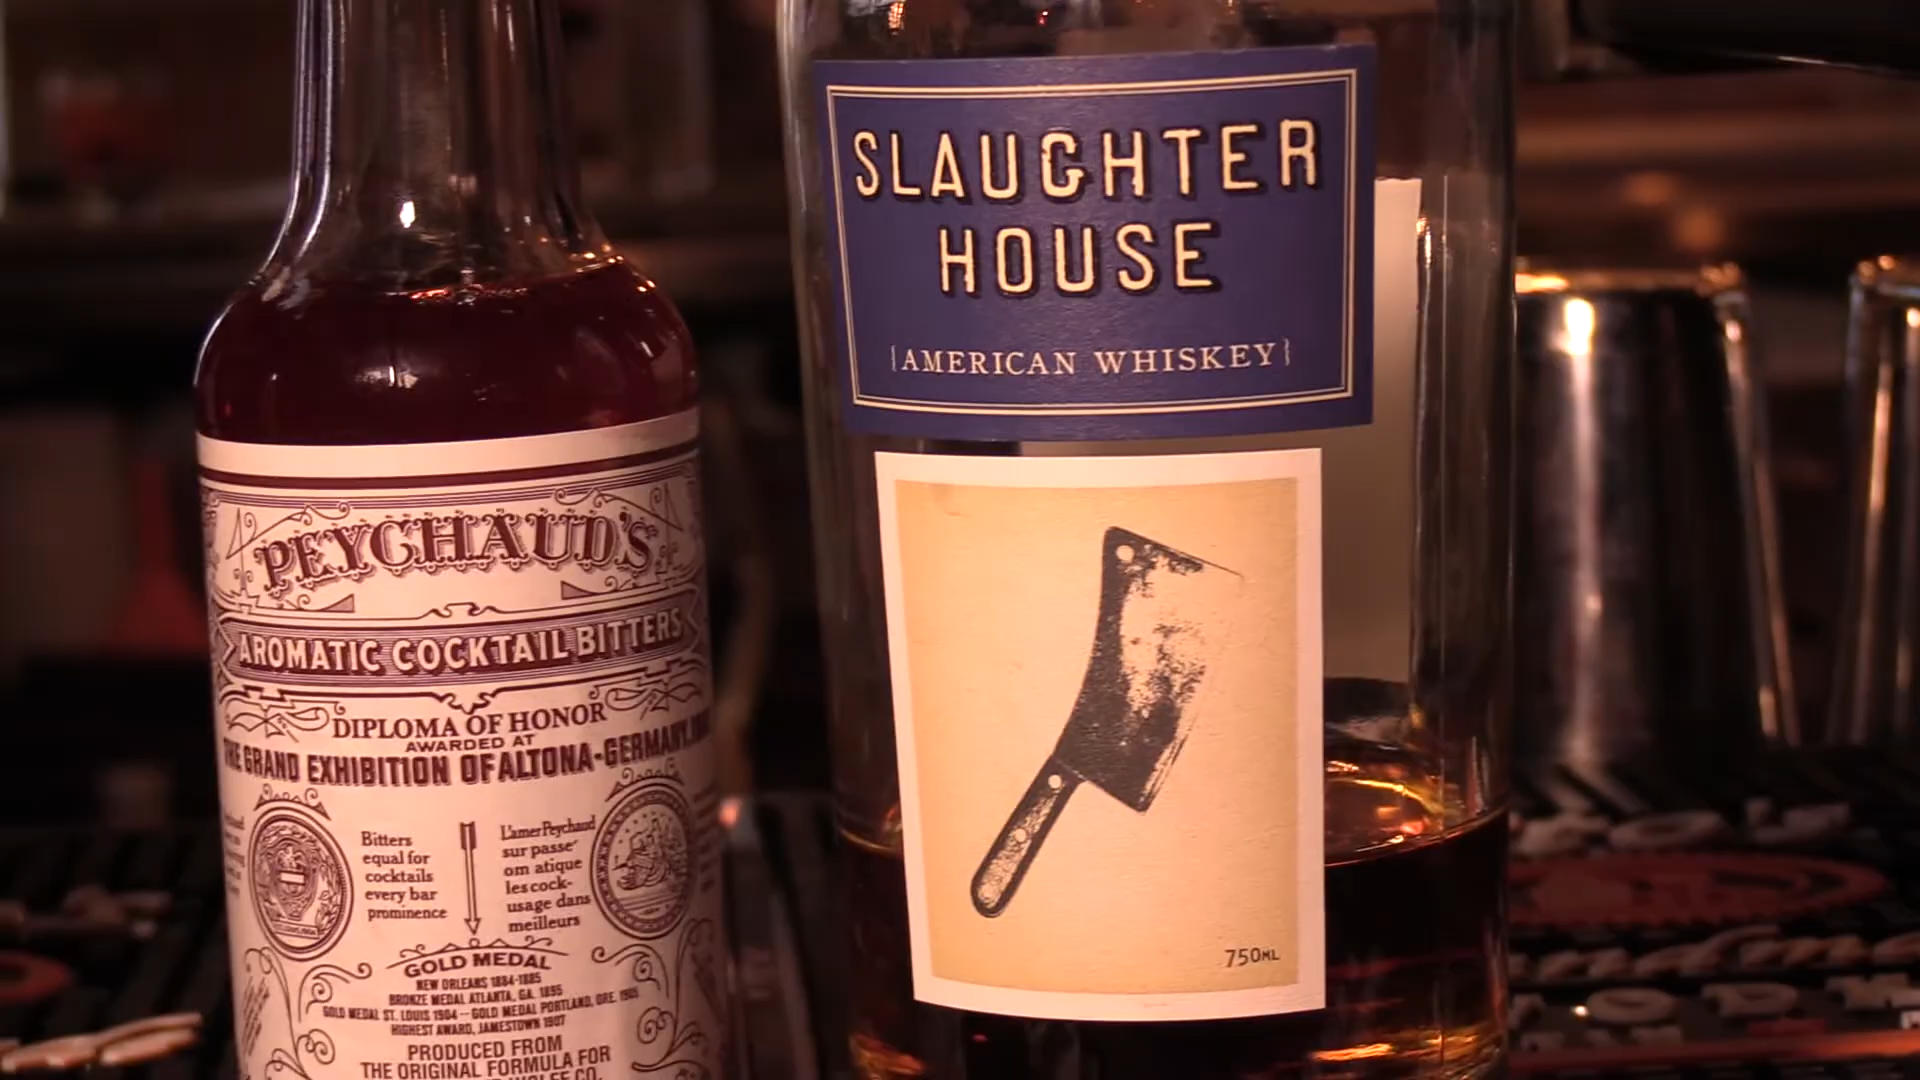 PEYCHAUD'S
AROMATIC COCKTAIL BITTERS
DIPLOMA OF HONOR
AWARDED AT
THE GRAND EXHIBITION OF ALTONA-GERMANY
Bitters
equal for
cocktails
every bar
prominence
L'amer Peychaud
sur passe'
om atique
les cock-
usage dans
meilleurs
GOLD MEDAL
NEW ORLEANS 1884-1885
BRONZE MEDAL ATLANTA, GA. 1895
GOLD MEDAL ST. LOUIS 1904 -- GOLD MEDAL PORTLAND, ORE. 1905
HIGHEST AWARD, JAMESTOWN 1907
PRODUCED FROM
THE ORIGINAL FORMULA FOR
CO.
SLAUGHTER
HOUSE
{AMERICAN WHISKEY}
750ML